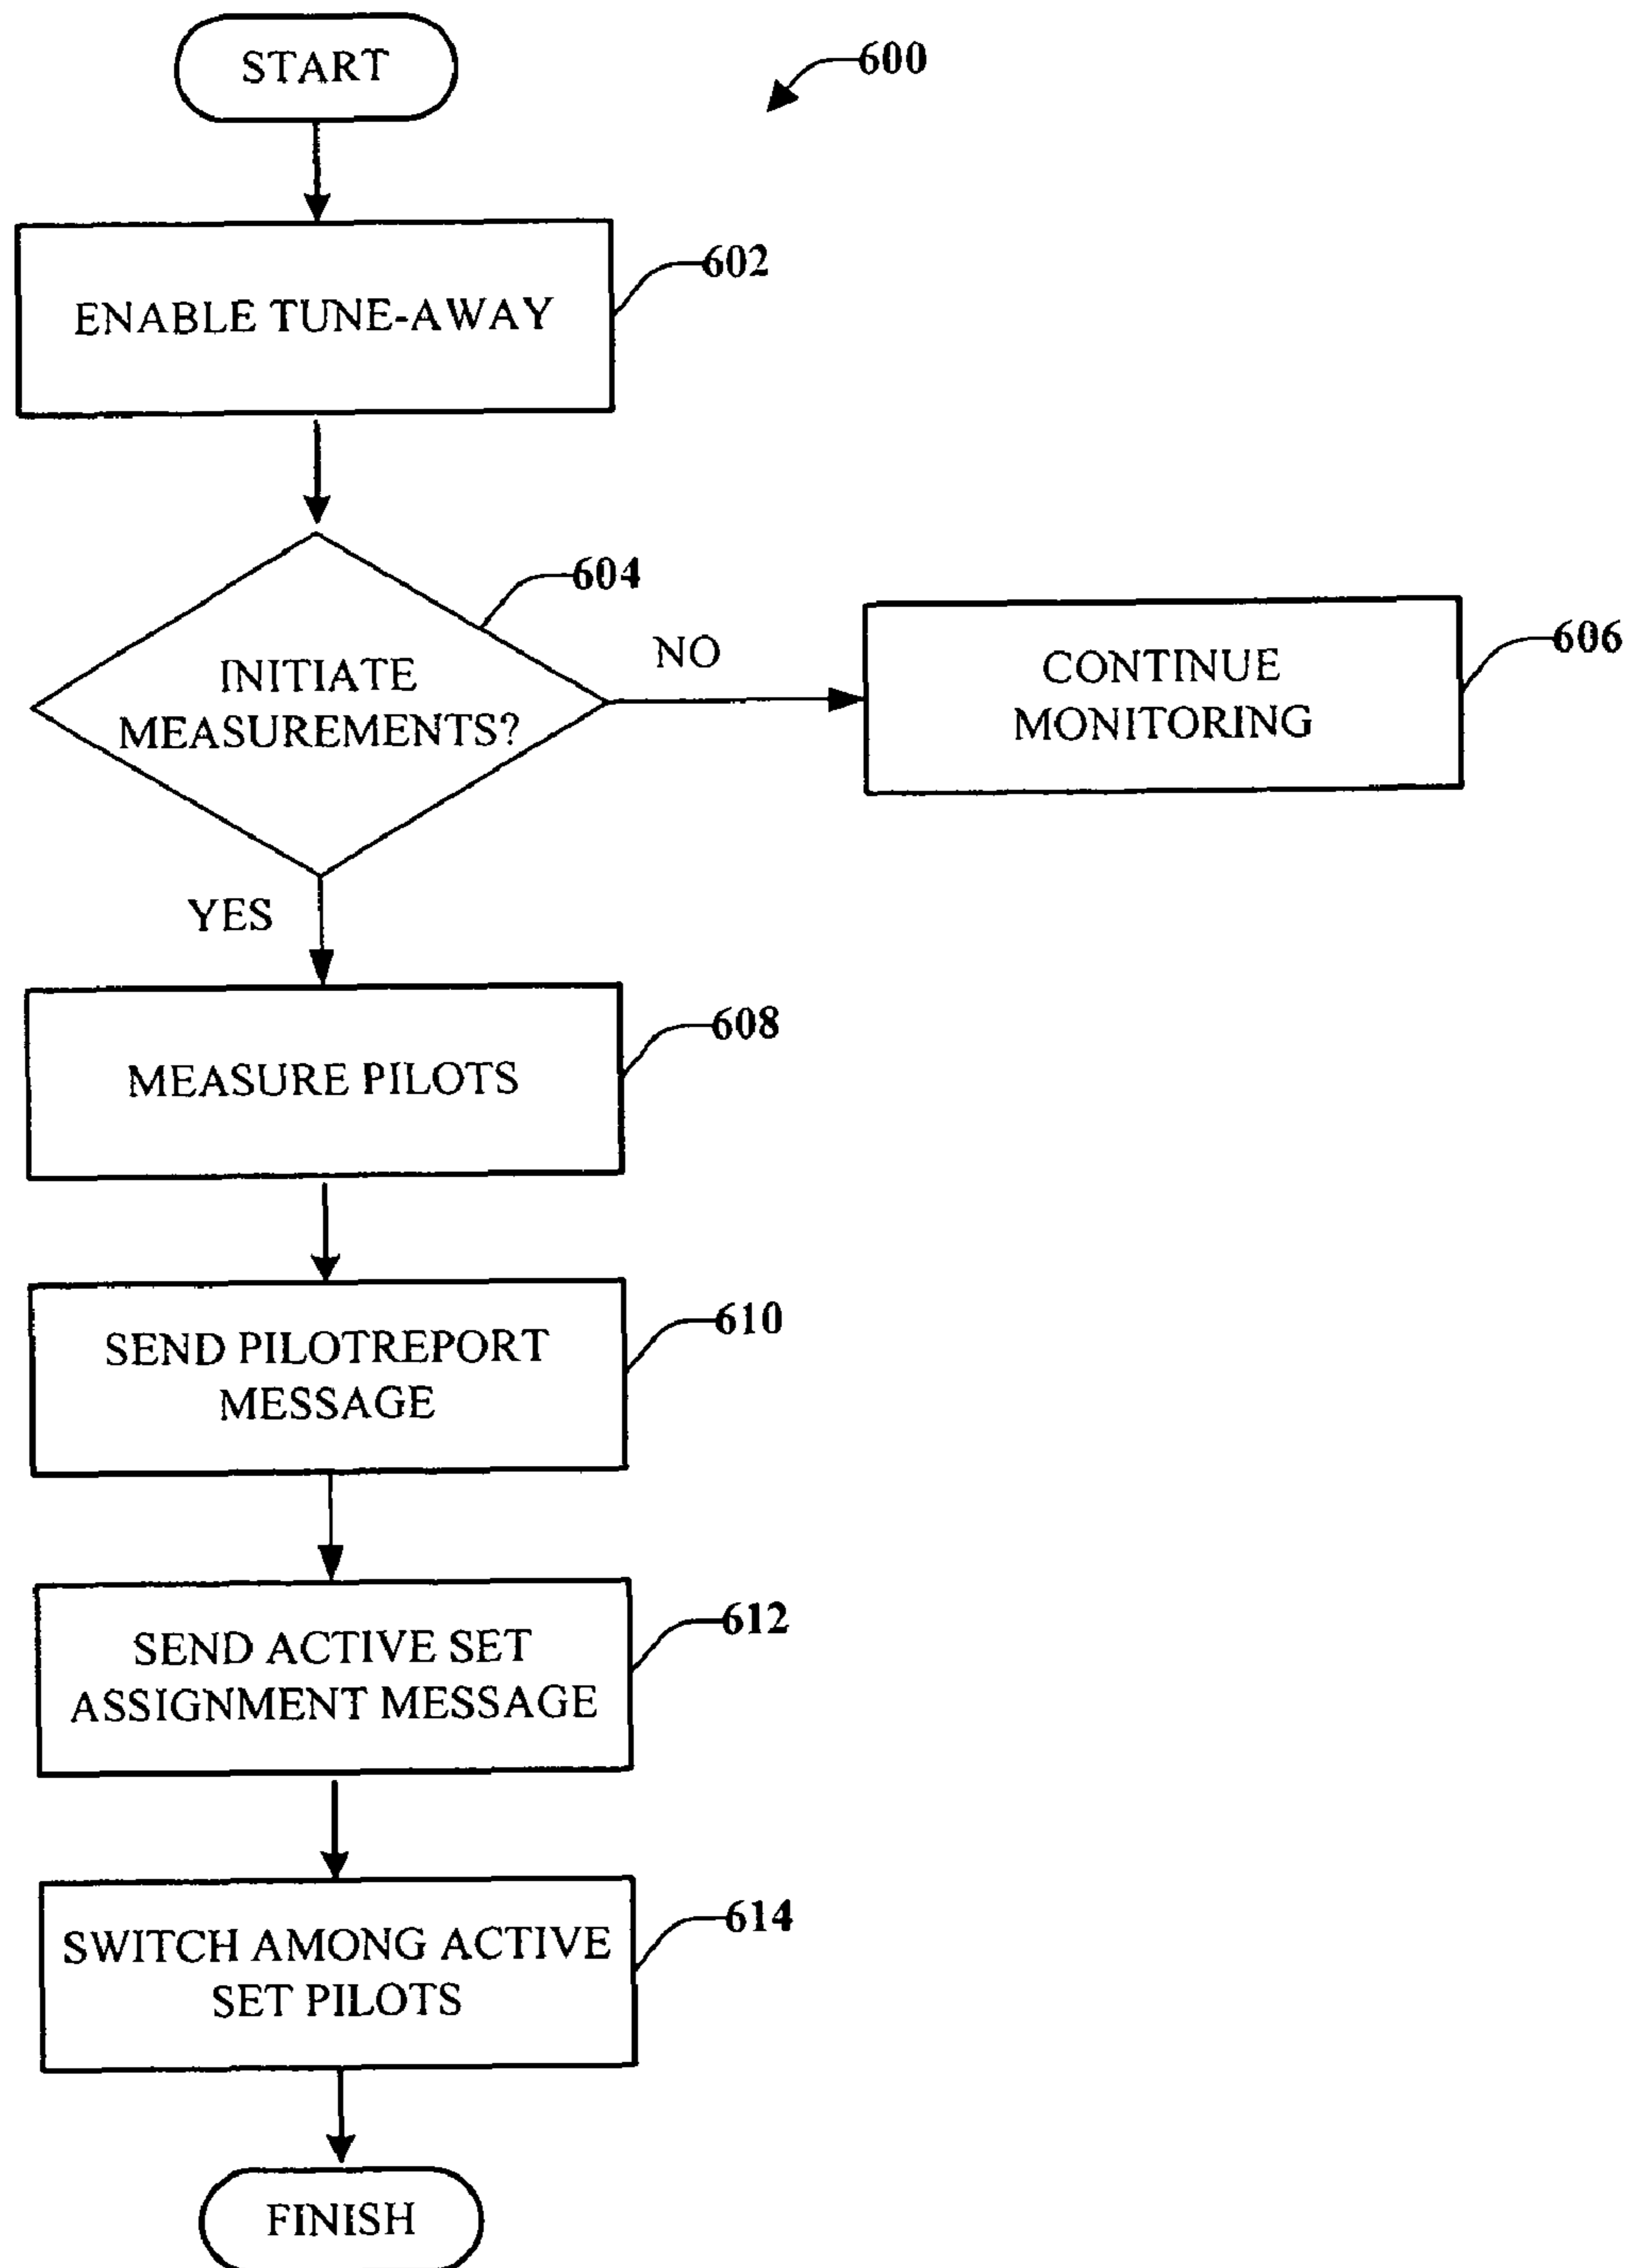 START
600
ENABLE TUNE-AWAY
602
604
INITIATE
MEASUREMENTS?
NO
CONTINUE
MONITORING
606
YES
MEASURE PILOTS
608
SEND PILOTREPORT
MESSAGE
610
SEND ACTIVE SET
ASSIGNMENT MESSAGE
612
SWITCH AMONG ACTIVE
SET PILOTS
614
FINISH